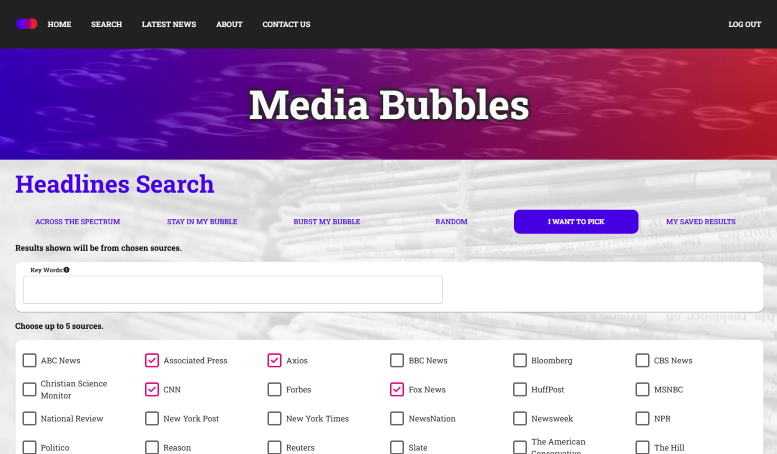 HOME SEARCH LATEST NEWS ABOUT CONTACT US LOG OUT
Media Bubbles
Headlines Search
ACROSS THE SPECTRUM STAY IN MY BUBBLE BURST MY BUBBLE RANDOM I WANT TO PICK MY SAVED RESULTS
Results shown will be from chosen sources.
Key Words:
Choose up to 5 sources.
ABC News Associated Press Axios BBC News Bloomberg CBS News
Christian Science
Monitor
CNN Forbes Fox News HuffPost MSNBC
National Review New York Post New York Times NewsNation Newsweek NPR
Politico Reason Reuters Slate
The American
Conservative
The Hill